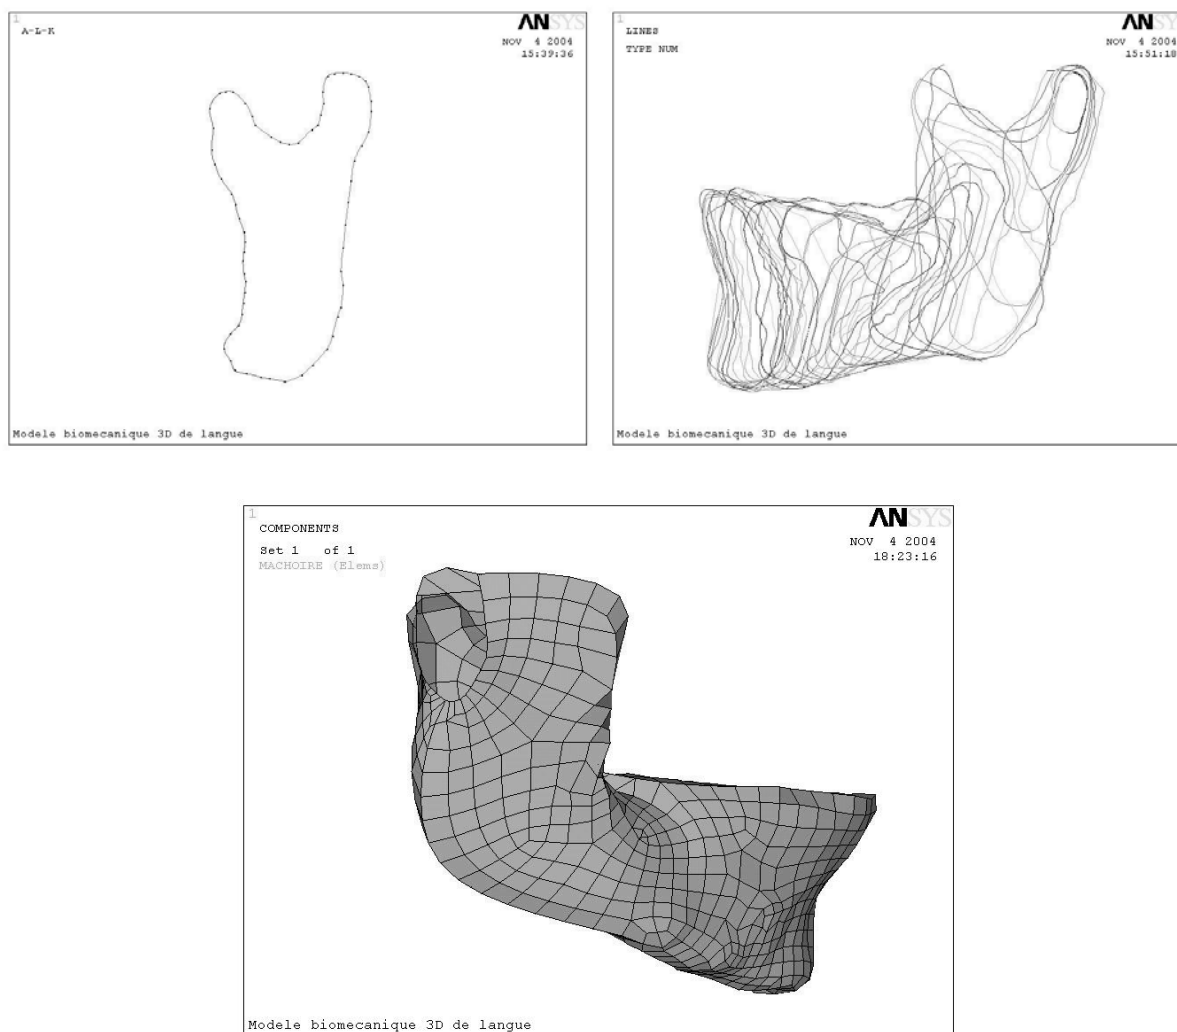 1
ANSYS
A-L-K
NOV 4 2004
15:39:36
Modele biomecanique 3D de langue
1
ANSYS
LINES
NOV 4 2004
TYPE NUM
15:51:18
Modele biomecanique 3D de langue
1
ANSYS
COMPONENTS
NOV 4 2004
Set 1 of 1
18:23:16
MACHOIRE (Elems)
Modele biomecanique 3D de langue